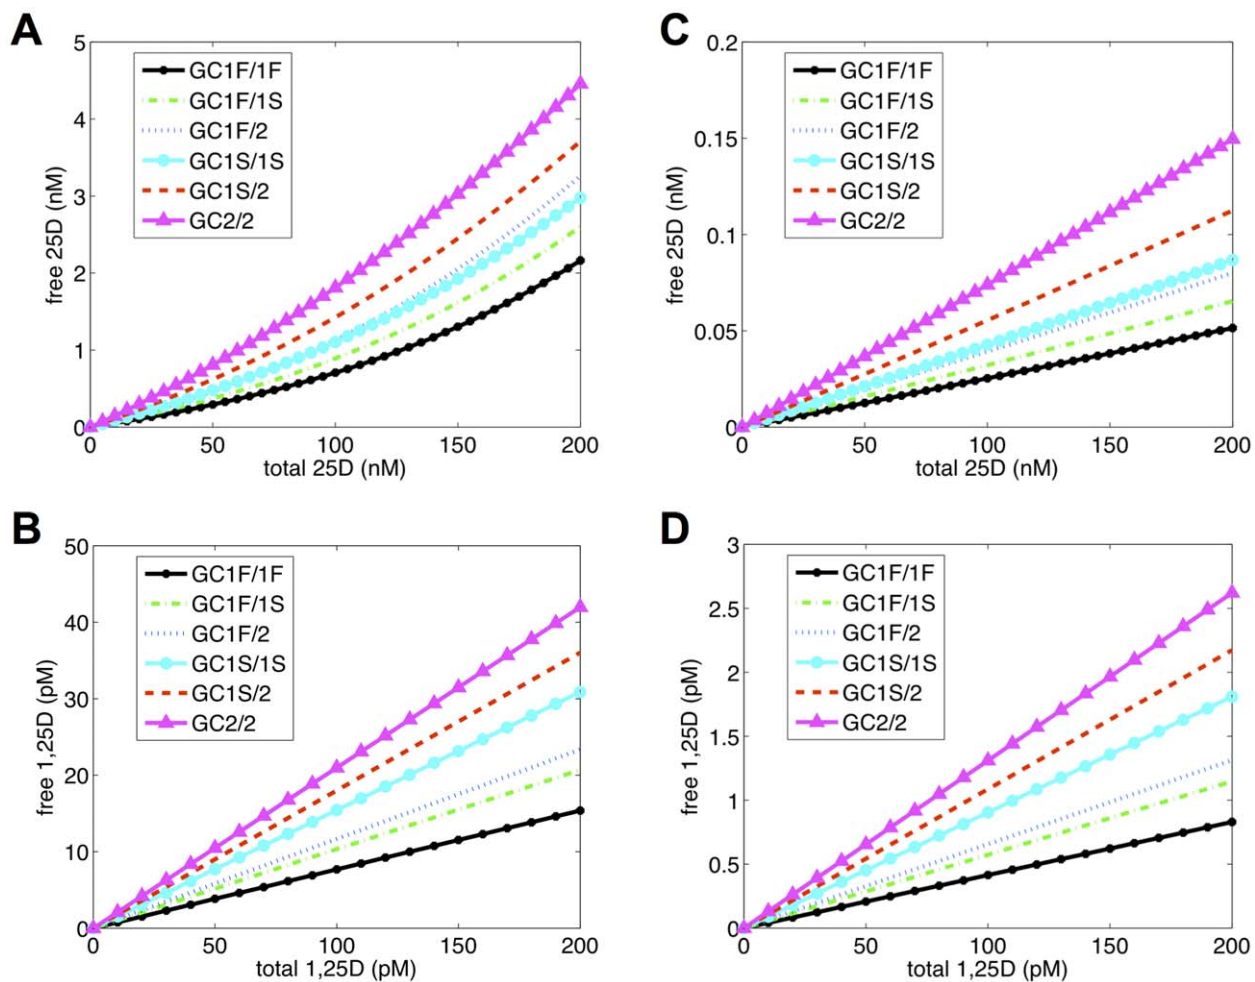 A
5
4
3
2
1
0
free 25D (nM)
GC1F/1F
GC1F/1S
GC1F/2
GC1S/1S
GC1S/2
GC2/2
0 50 100 150 200
total 25D (nM)
C
0.2
0.15
0.1
0.05
0
free 25D (nM)
GC1F/1F
GC1F/1S
GC1F/2
GC1S/1S
GC1S/2
GC2/2
0 50 100 150 200
total 25D (nM)
B
50
40
30
20
10
0
free 1,25D (pM)
GC1F/1F
GC1F/1S
GC1F/2
GC1S/1S
GC1S/2
GC2/2
0 50 100 150 200
total 1,25D (pM)
D
3
2.5
2
1.5
1
0.5
0
free 1,25D (pM)
GC1F/1F
GC1F/1S
GC1F/2
GC1S/1S
GC1S/2
GC2/2
0 50 100 150 200
total 1,25D (pM)